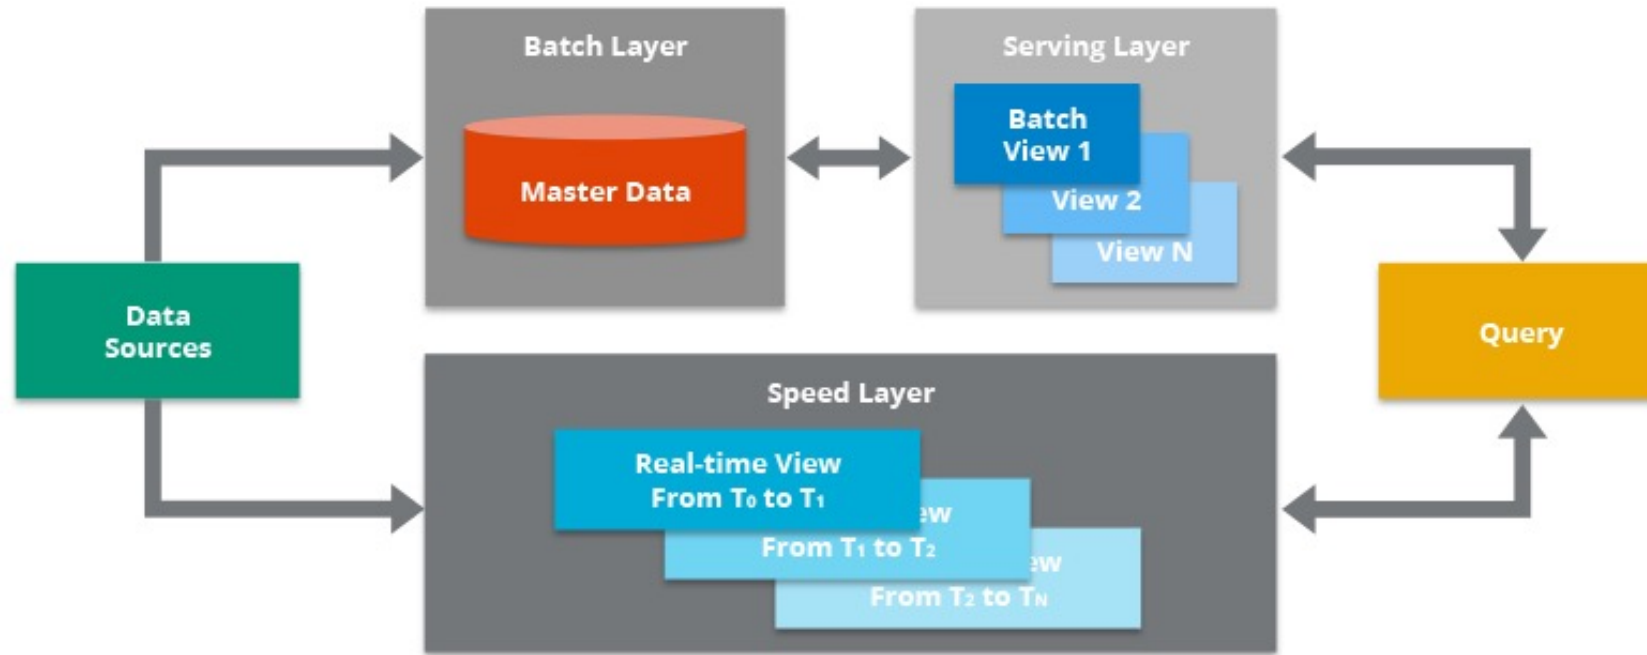 Batch Layer
Master Data
Serving Layer
Batch
View 1
View 2
View N
Data
Sources
Query
Speed Layer
Real-time View
From T₀ to T₁
From T₁ to T₂
From T₂ to Tₙ